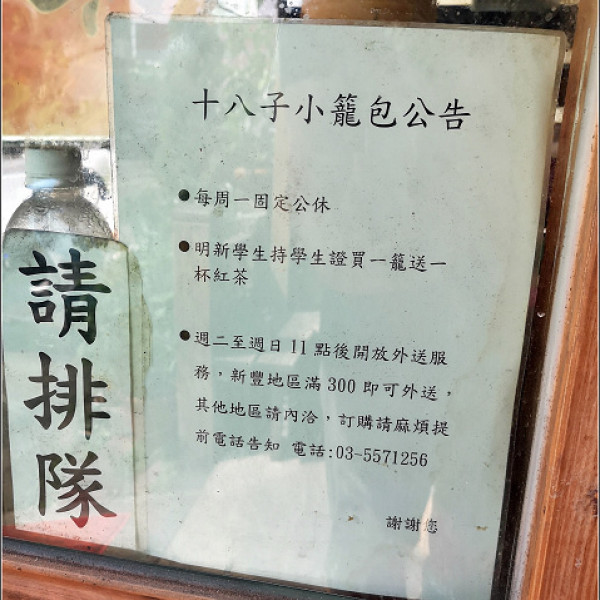 十八子小籠包公告
●每周一固定公休
●明新學生持學生證買一籠送一
杯紅茶
●週二至週日11點後開放外送服
務，新豐地區滿300即可外送，
其他地區請內洽，訂購請麻煩提
前電話告知 電話:03-5571256
謝謝您
請排隊